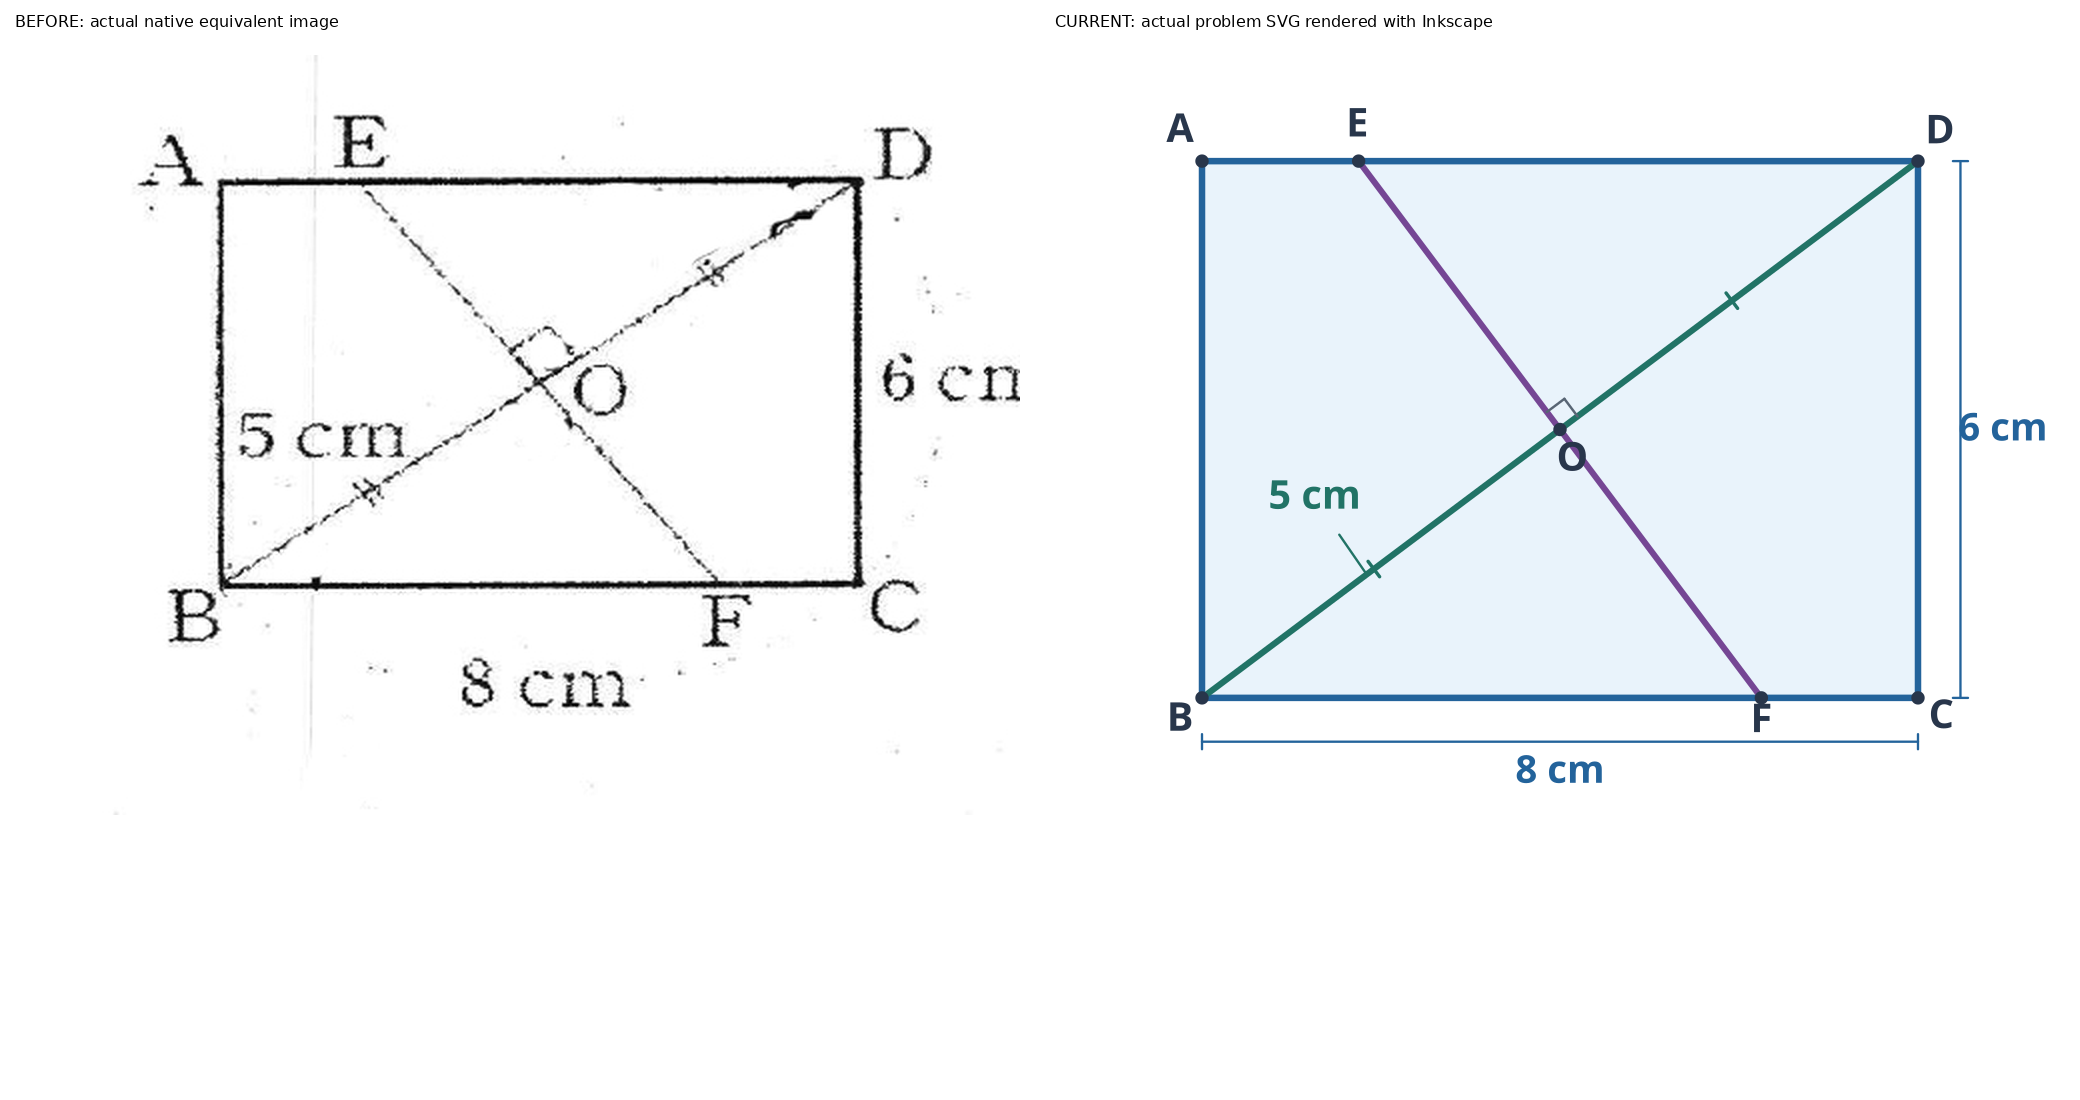 BEFORE: actual native equivalent image
CURRENT: actual problem SVG rendered with Inkscape
A E D
6 cm
O
5 cm
B F C
8 cm
A E D
6 cm
O
5 cm
B F C
8 cm